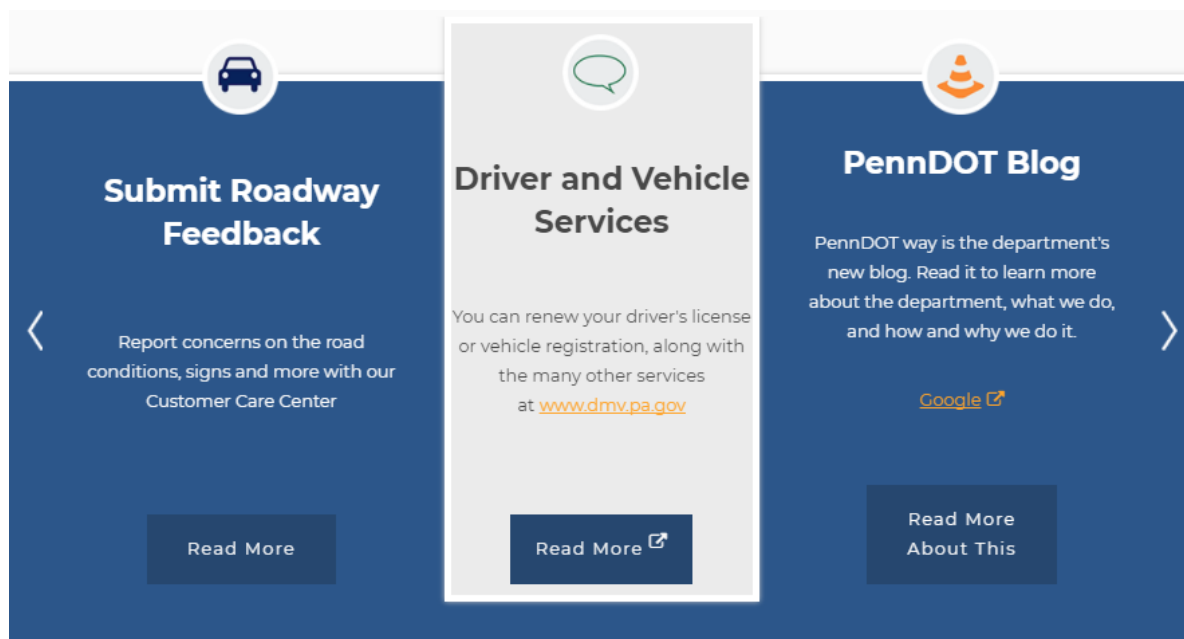 Submit Roadway
Feedback
Report concerns on the road
conditions, signs and more with our
Customer Care Center
Read More
Driver and Vehicle
Services
You can renew your driver's license
or vehicle registration, along with
the many other services
at www.dmv.pa.gov
Read More
PennDOT Blog
PennDOT way is the department's
new blog. Read it to learn more
about the department, what we do,
and how and why we do it.
Google
Read More
About This